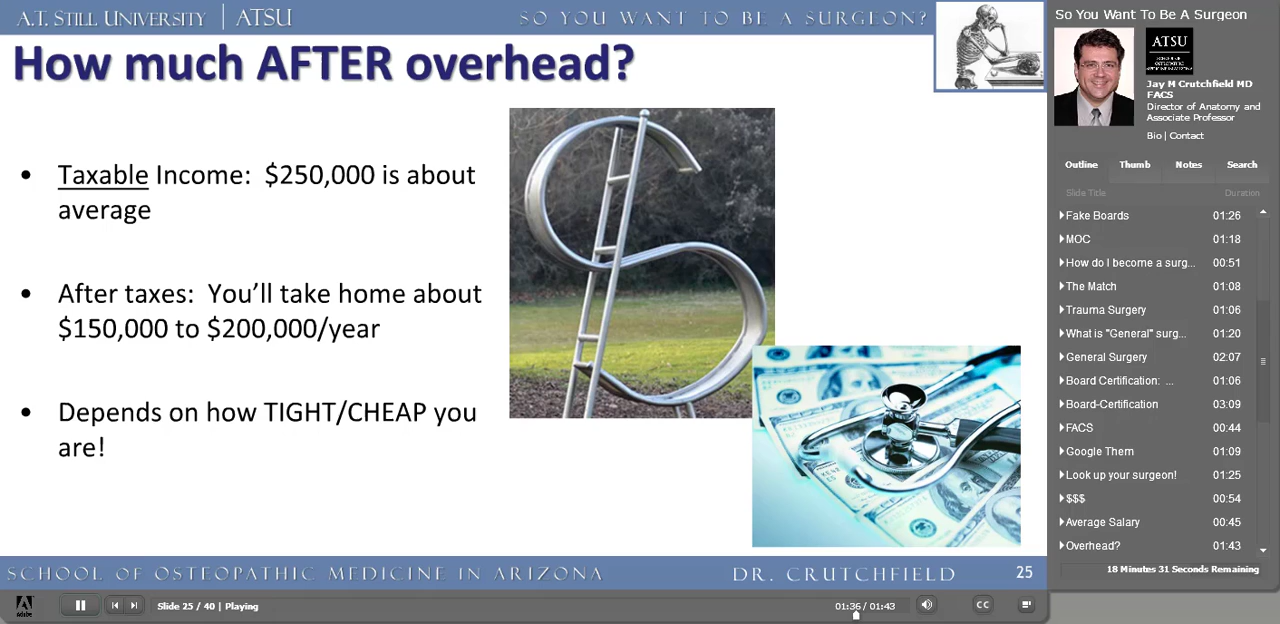 A.T. STILL UNIVERSITY | ATSU
SO YOU WANT TO BE A SURGEON?
How much AFTER overhead?
• Taxable Income: $250,000 is about
average
• After taxes: You'll take home about
$150,000 to $200,000/year
• Depends on how TIGHT/CHEAP you
are!
SCHOOL OF OSTEOPATHIC MEDICINE IN ARIZONA
DR. CRUTCHFIELD
25
So You Want To Be A Surgeon
ATSU
Jay M Crutchfield MD
FACS
Director of Anatomy and
Associate Professor
Bio | Contact
Outline Thumb Notes Search
Slide Title Duration
Fake Boards 01:26
MOC 01:18
How do I become a surg... 00:51
The Match 01:08
Trauma Surgery 01:06
What is "General" surg... 01:20
General Surgery 02:07
Board Certification: ... 01:06
Board-Certification 03:09
FACS 00:44
Google Them 01:09
Look up your surgeon! 01:25
$$$ 00:54
Average Salary 00:45
Overhead? 01:43
18 Minutes 31 Seconds Remaining
Adobe
Slide 25 / 40 | Playing
01:36 / 01:43
CC